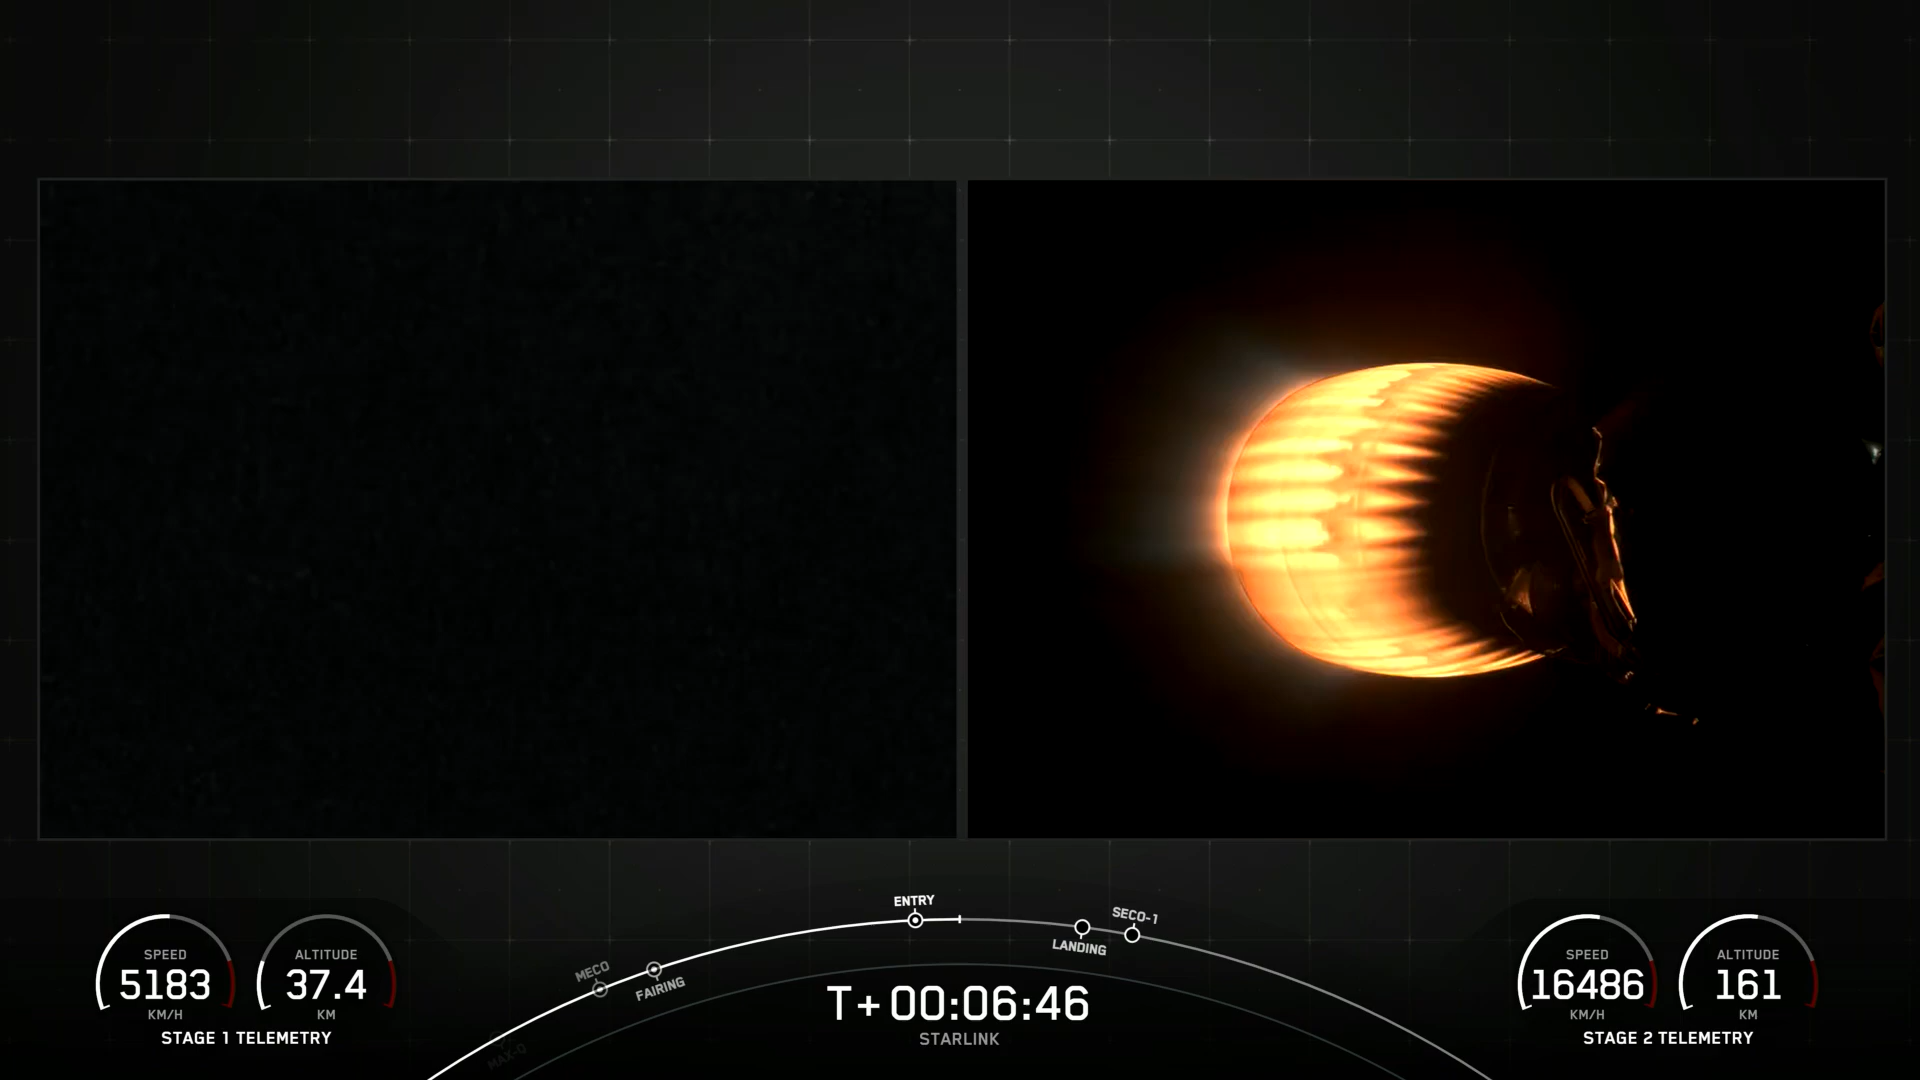 ENTRY
SECO-1
LANDING
MECO
FAIRING
MAX-Q
SPEED
5183
KM/H
ALTITUDE
37.4
KM
STAGE 1 TELEMETRY
T+00:06:46
STARLINK
SPEED
16486
KM/H
ALTITUDE
161
KM
STAGE 2 TELEMETRY